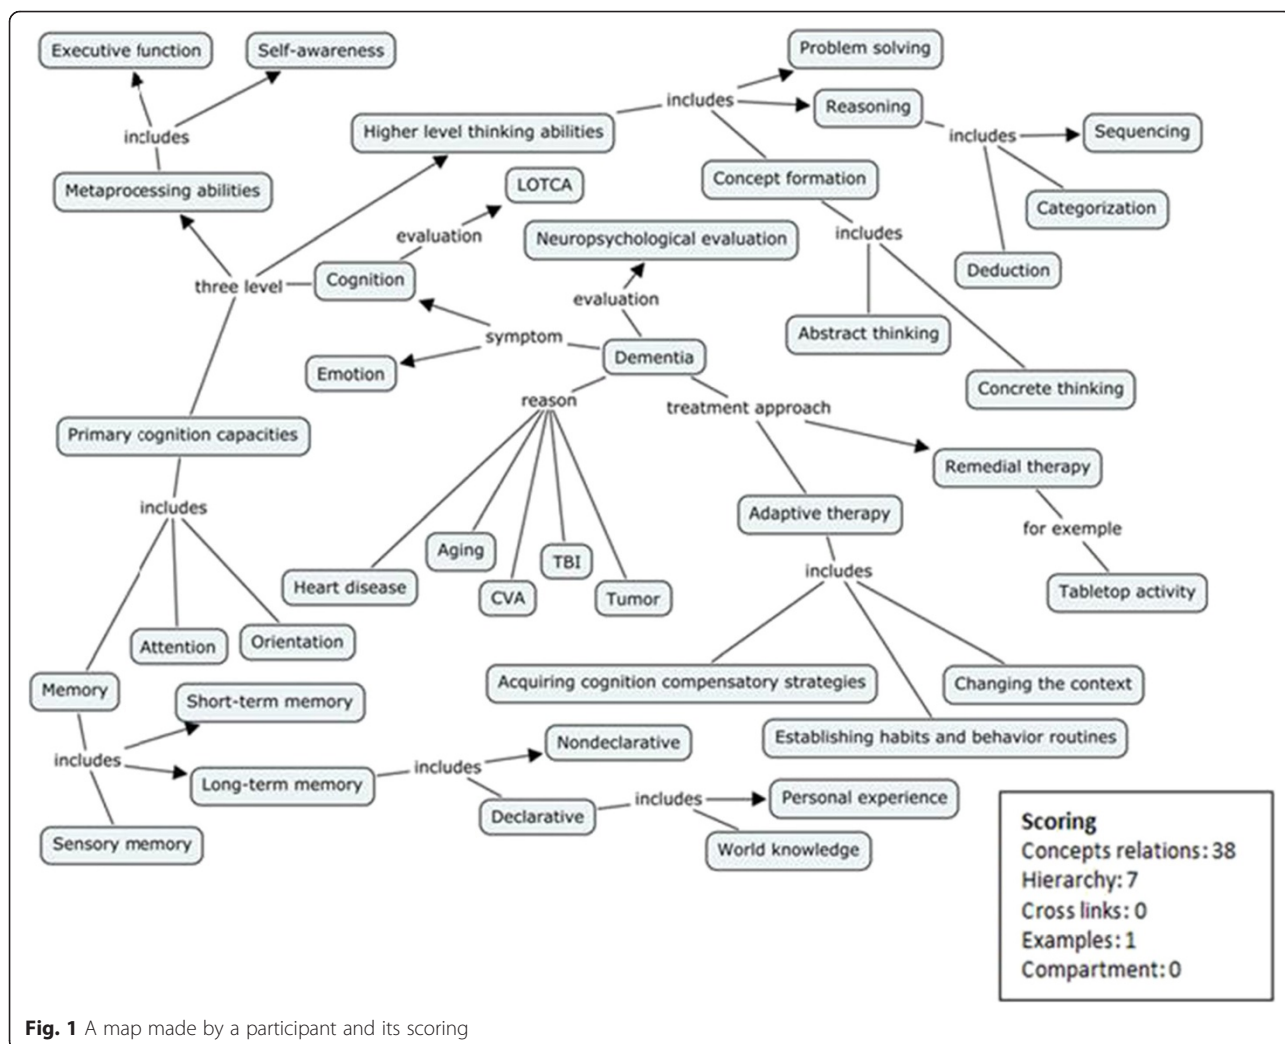 Executive function
Self-awareness
Problem solving
includes
Reasoning
includes
Higher level thinking abilities
includes
Sequencing
Metaprocessing abilities
LOTCA
Concept formation
Categorization
evaluation
Neuropsychological evaluation
includes
Deduction
three level
Cognition
evaluation
symptom
Abstract thinking
Emotion
Dementia
Concrete thinking
reason
treatment approach
Primary cognition capacities
Remedial therapy
includes
Adaptive therapy
for exemple
Aging
TBI
includes
Heart disease
CVA
Tumor
Tabletop activity
Attention
Orientation
Memory
Short-term memory
Acquiring cognition compensatory strategies
Changing the context
Establishing habits and behavior routines
includes
Long-term memory
includes
Nondeclarative
Declarative
includes
Personal experience
Sensory memory
World knowledge
Scoring
Concepts relations: 38
Hierarchy: 7
Cross links: 0
Examples: 1
Compartment: 0
Fig. 1 A map made by a participant and its scoring